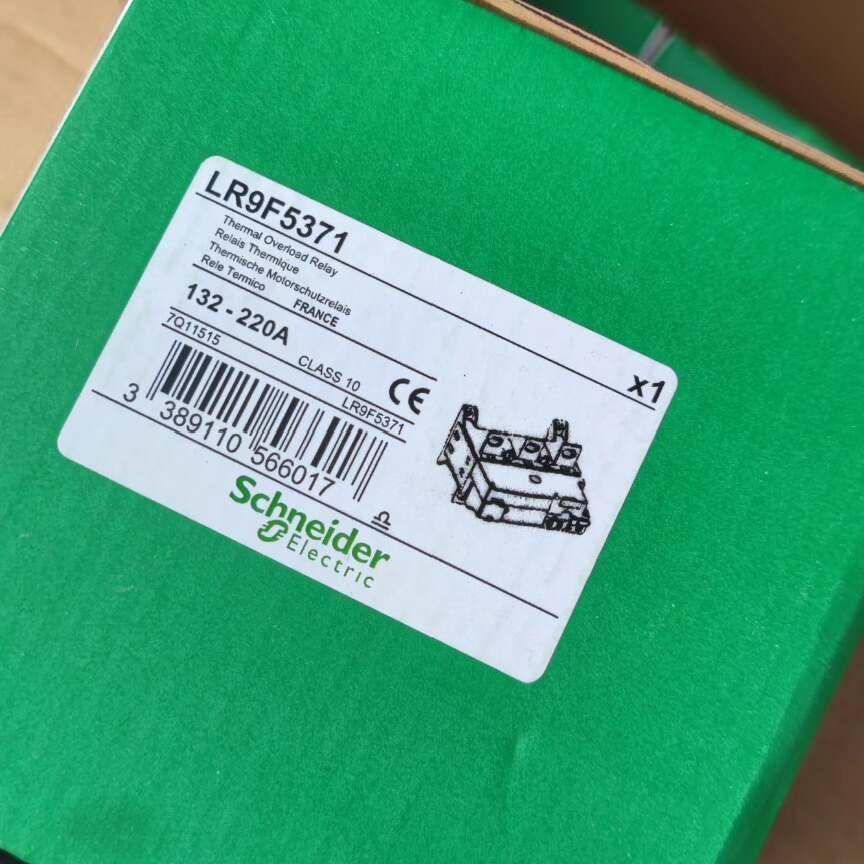 LR9F5371
Thermal Overload Relay
Relais Thermique
Thermische Motorschutzrelais
Rele Termico FRANCE
132 - 220A
7Q11515 CLASS 10
CE
LR9F5371
3 389110 566017
x1
Schneider
Electric